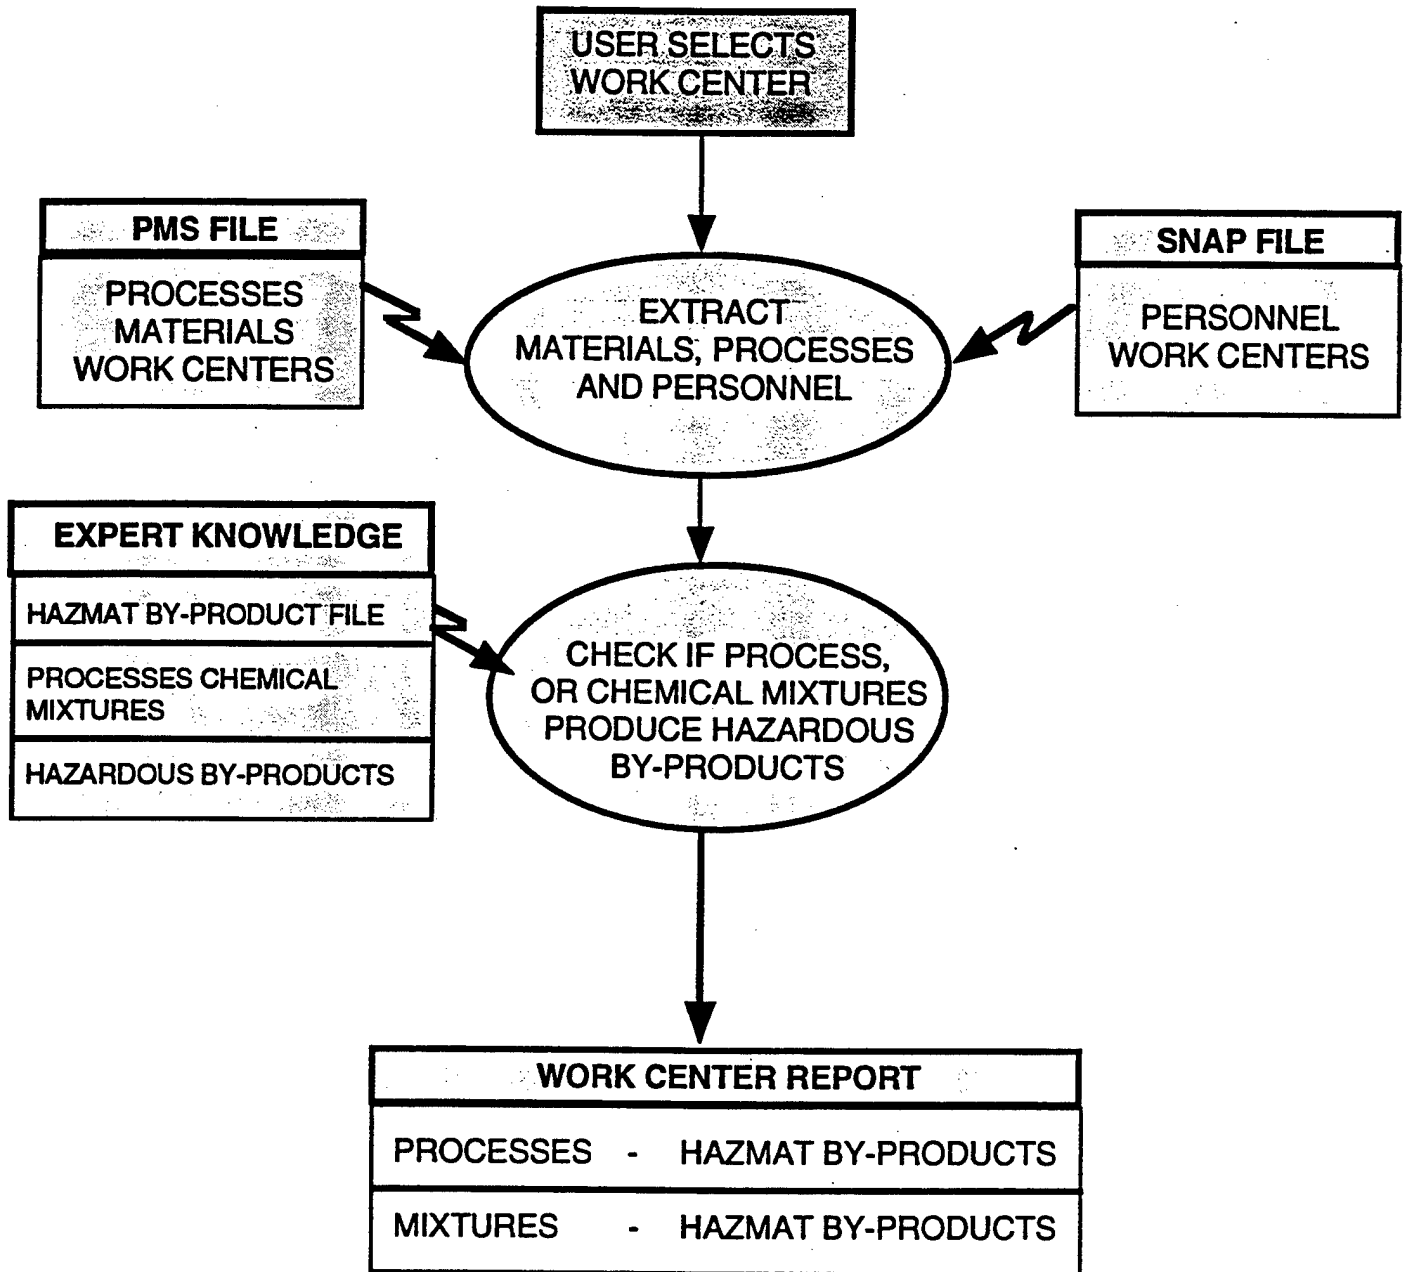 USER SELECTS
WORK CENTER
PMS FILE
PROCESSES
MATERIALS
WORK CENTERS
SNAP FILE
PERSONNEL
WORK CENTERS
EXTRACT
MATERIALS, PROCESSES
AND PERSONNEL
EXPERT KNOWLEDGE
HAZMAT BY-PRODUCT FILE
PROCESSES CHEMICAL
MIXTURES
HAZARDOUS BY-PRODUCTS
CHECK IF PROCESS,
OR CHEMICAL MIXTURES
PRODUCE HAZARDOUS
BY-PRODUCTS
WORK CENTER REPORT
PROCESSES - HAZMAT BY-PRODUCTS
MIXTURES - HAZMAT BY-PRODUCTS